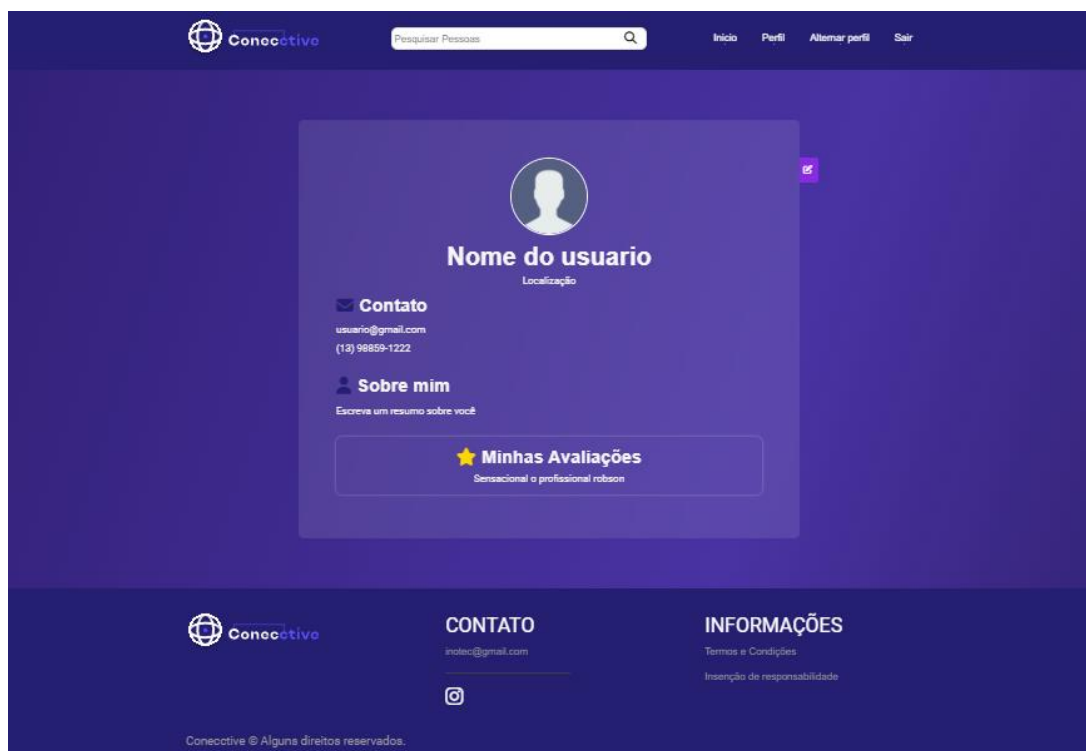 Conecctive
Pesquisar Pessoas
Inicio Perfil Alternar perfil Sair
Nome do usuario
Localização
Contato
usuario@gmail.com
(13) 98859-1222
Sobre mim
Escreva um resumo sobre você
Minhas Avaliações
Sensacional o profissional robson
Conecctive
CONTATO
inotec@gmail.com
INFORMAÇÕES
Termos e Condições
Insenção de responsabilidade
Conecctive © Alguns direitos reservados.